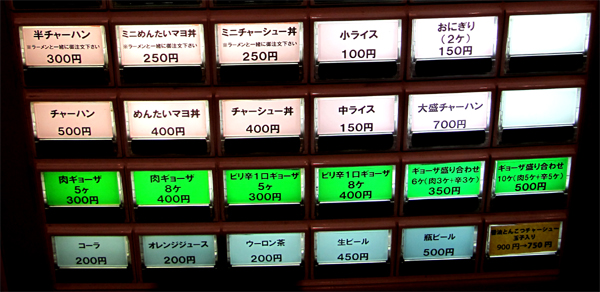 半チャーハン
※ラーメンと一緒に御注文下さい
300円
ミニめんたいマヨ丼
※ラーメンと一緒に御注文下さい
250円
ミニチャーシュー丼
※ラーメンと一緒に御注文下さい
250円
小ライス
100円
おにぎり
(2ケ)
150円
チャーハン
500円
めんたいマヨ丼
400円
チャーシュー丼
400円
中ライス
150円
大盛チャーハン
700円
肉ギョーザ
5ヶ
300円
肉ギョーザ
8ヶ
400円
ピリ辛1口ギョーザ
5ヶ
300円
ピリ辛1口ギョーザ
8ヶ
400円
ギョーザ盛り合わせ
6ケ(肉3ケ+辛3ケ)
350円
ギョーザ盛り合わせ
10ケ(肉5ケ+辛5ケ)
500円
コーラ
200円
オレンジジュース
200円
ウーロン茶
200円
生ビール
450円
瓶ビール
500円
とんこつチャーシュー
玉子入り
900円→750円